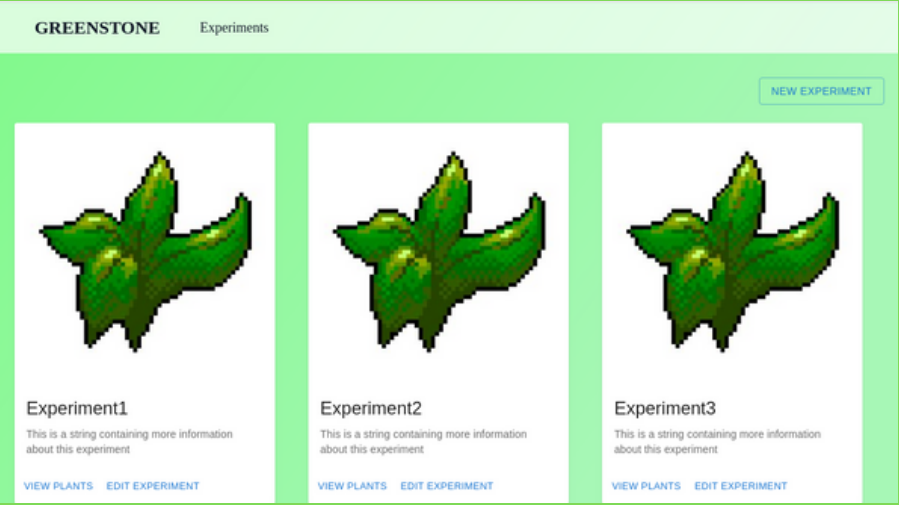 GREENSTONE Experiments
NEW EXPERIMENT
Experiment1
This is a string containing more information
about this experiment
VIEW PLANTS EDIT EXPERIMENT
Experiment2
This is a string containing more information
about this experiment
VIEW PLANTS EDIT EXPERIMENT
Experiment3
This is a string containing more information
about this experiment
VIEW PLANTS EDIT EXPERIMENT